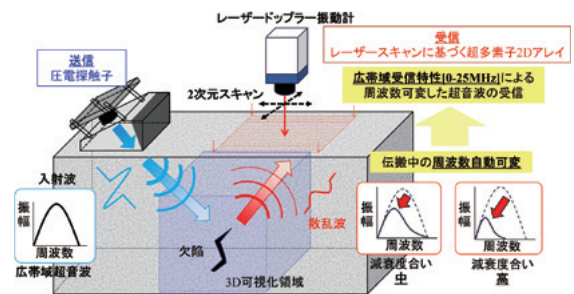 レーザードップラー振動計
送信
圧電探触子
受信
レーザースキャンに基づく超多素子2Dアレイ
2次元スキャン
広帯域受信特性[0-25MHz]による
周波数可変した超音波の受信
伝搬中の周波数自動可変
入射波
振幅
周波数
広帯域超音波
欠陥
散乱波
3D可視化領域
振幅
周波数
減衰度合い
中
振幅
周波数
減衰度合い
高